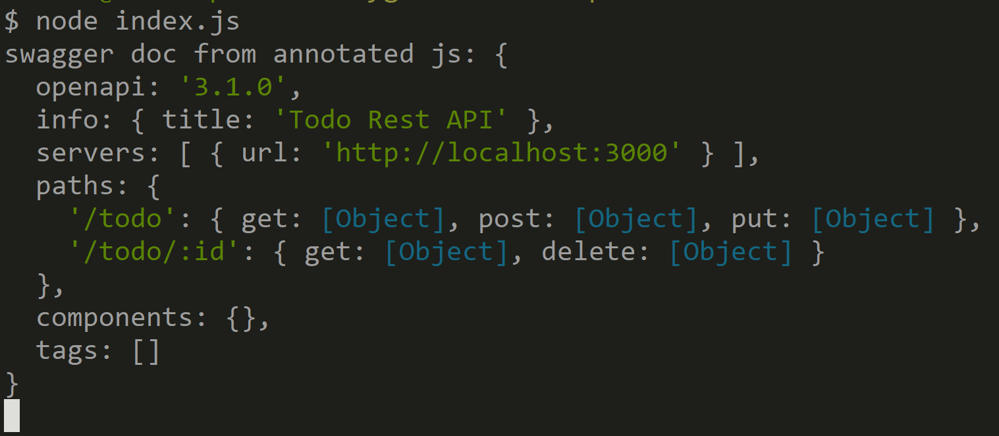 $ node index.js
swagger doc from annotated js: {
  openapi: '3.1.0',
  info: { title: 'Todo Rest API' },
  servers: [ { url: 'http://localhost:3000' } ],
  paths: {
    '/todo': { get: [Object], post: [Object], put: [Object] },
    '/todo/:id': { get: [Object], delete: [Object] }
  },
  components: {},
  tags: []
}